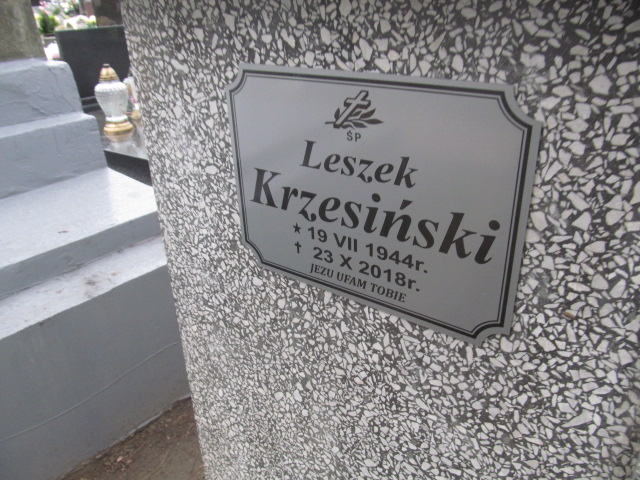 ŚP
Leszek
Krzesiński
★ 19 VII 1944r.
✝ 23 X 2018r.
JEZU UFAM TOBIE